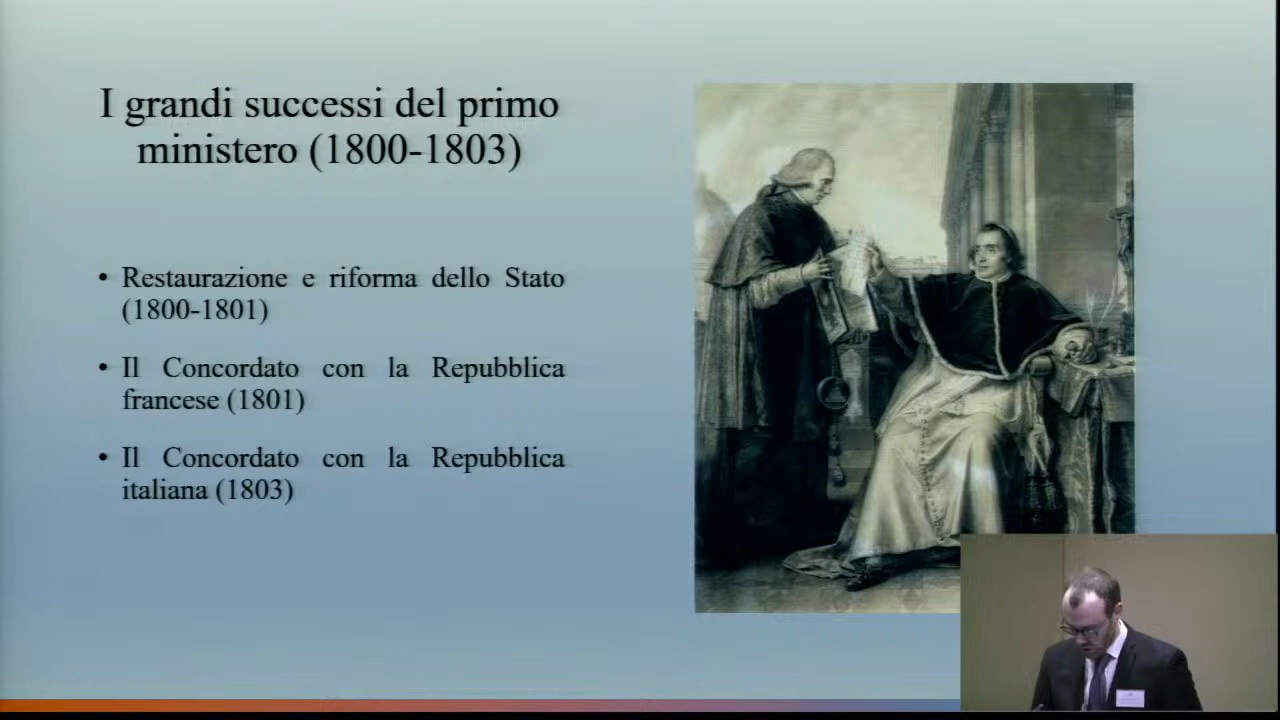 I grandi successi del primo
ministero (1800-1803)
• Restaurazione e riforma dello Stato
(1800-1801)
• Il Concordato con la Repubblica
francese (1801)
• Il Concordato con la Repubblica
italiana (1803)